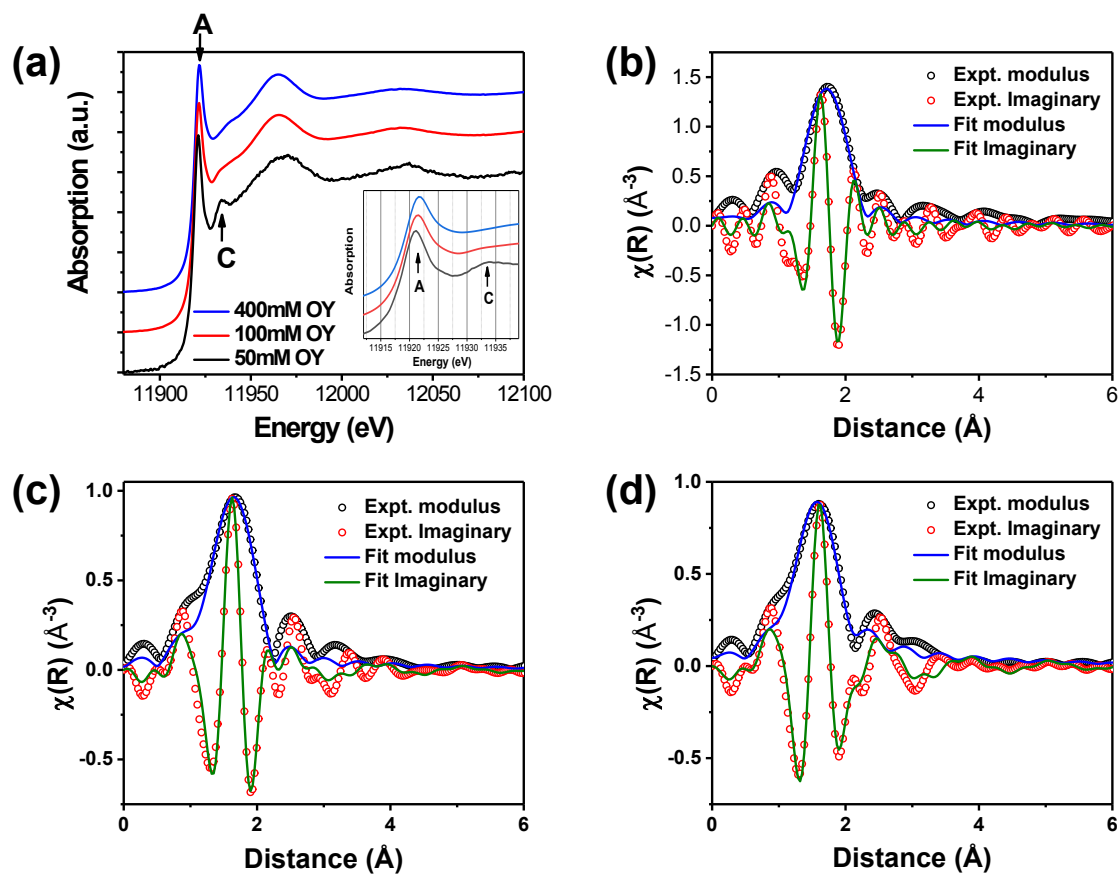 (a)
A
C
Absorption (a.u.)
400mM OY
100mM OY
50mM OY
11900 11950 12000 12050 12100
Energy (eV)
Absorption
A
C
11915 11920 11925 11930 11935
Energy (eV)
(b)
1.5
1.0
0.5
0.0
-0.5
-1.0
-1.5
χ(R) (Å⁻³)
Expt. modulus
Expt. Imaginary
Fit modulus
Fit Imaginary
0 2 4 6
Distance (Å)
(c)
1.0
0.5
0.0
-0.5
χ(R) (Å⁻³)
Expt. modulus
Expt. Imaginary
Fit modulus
Fit Imaginary
0 2 4 6
Distance (Å)
(d)
1.0
0.5
0.0
-0.5
χ(R) (Å⁻³)
Expt. modulus
Expt. Imaginary
Fit modulus
Fit Imaginary
0 2 4 6
Distance (Å)